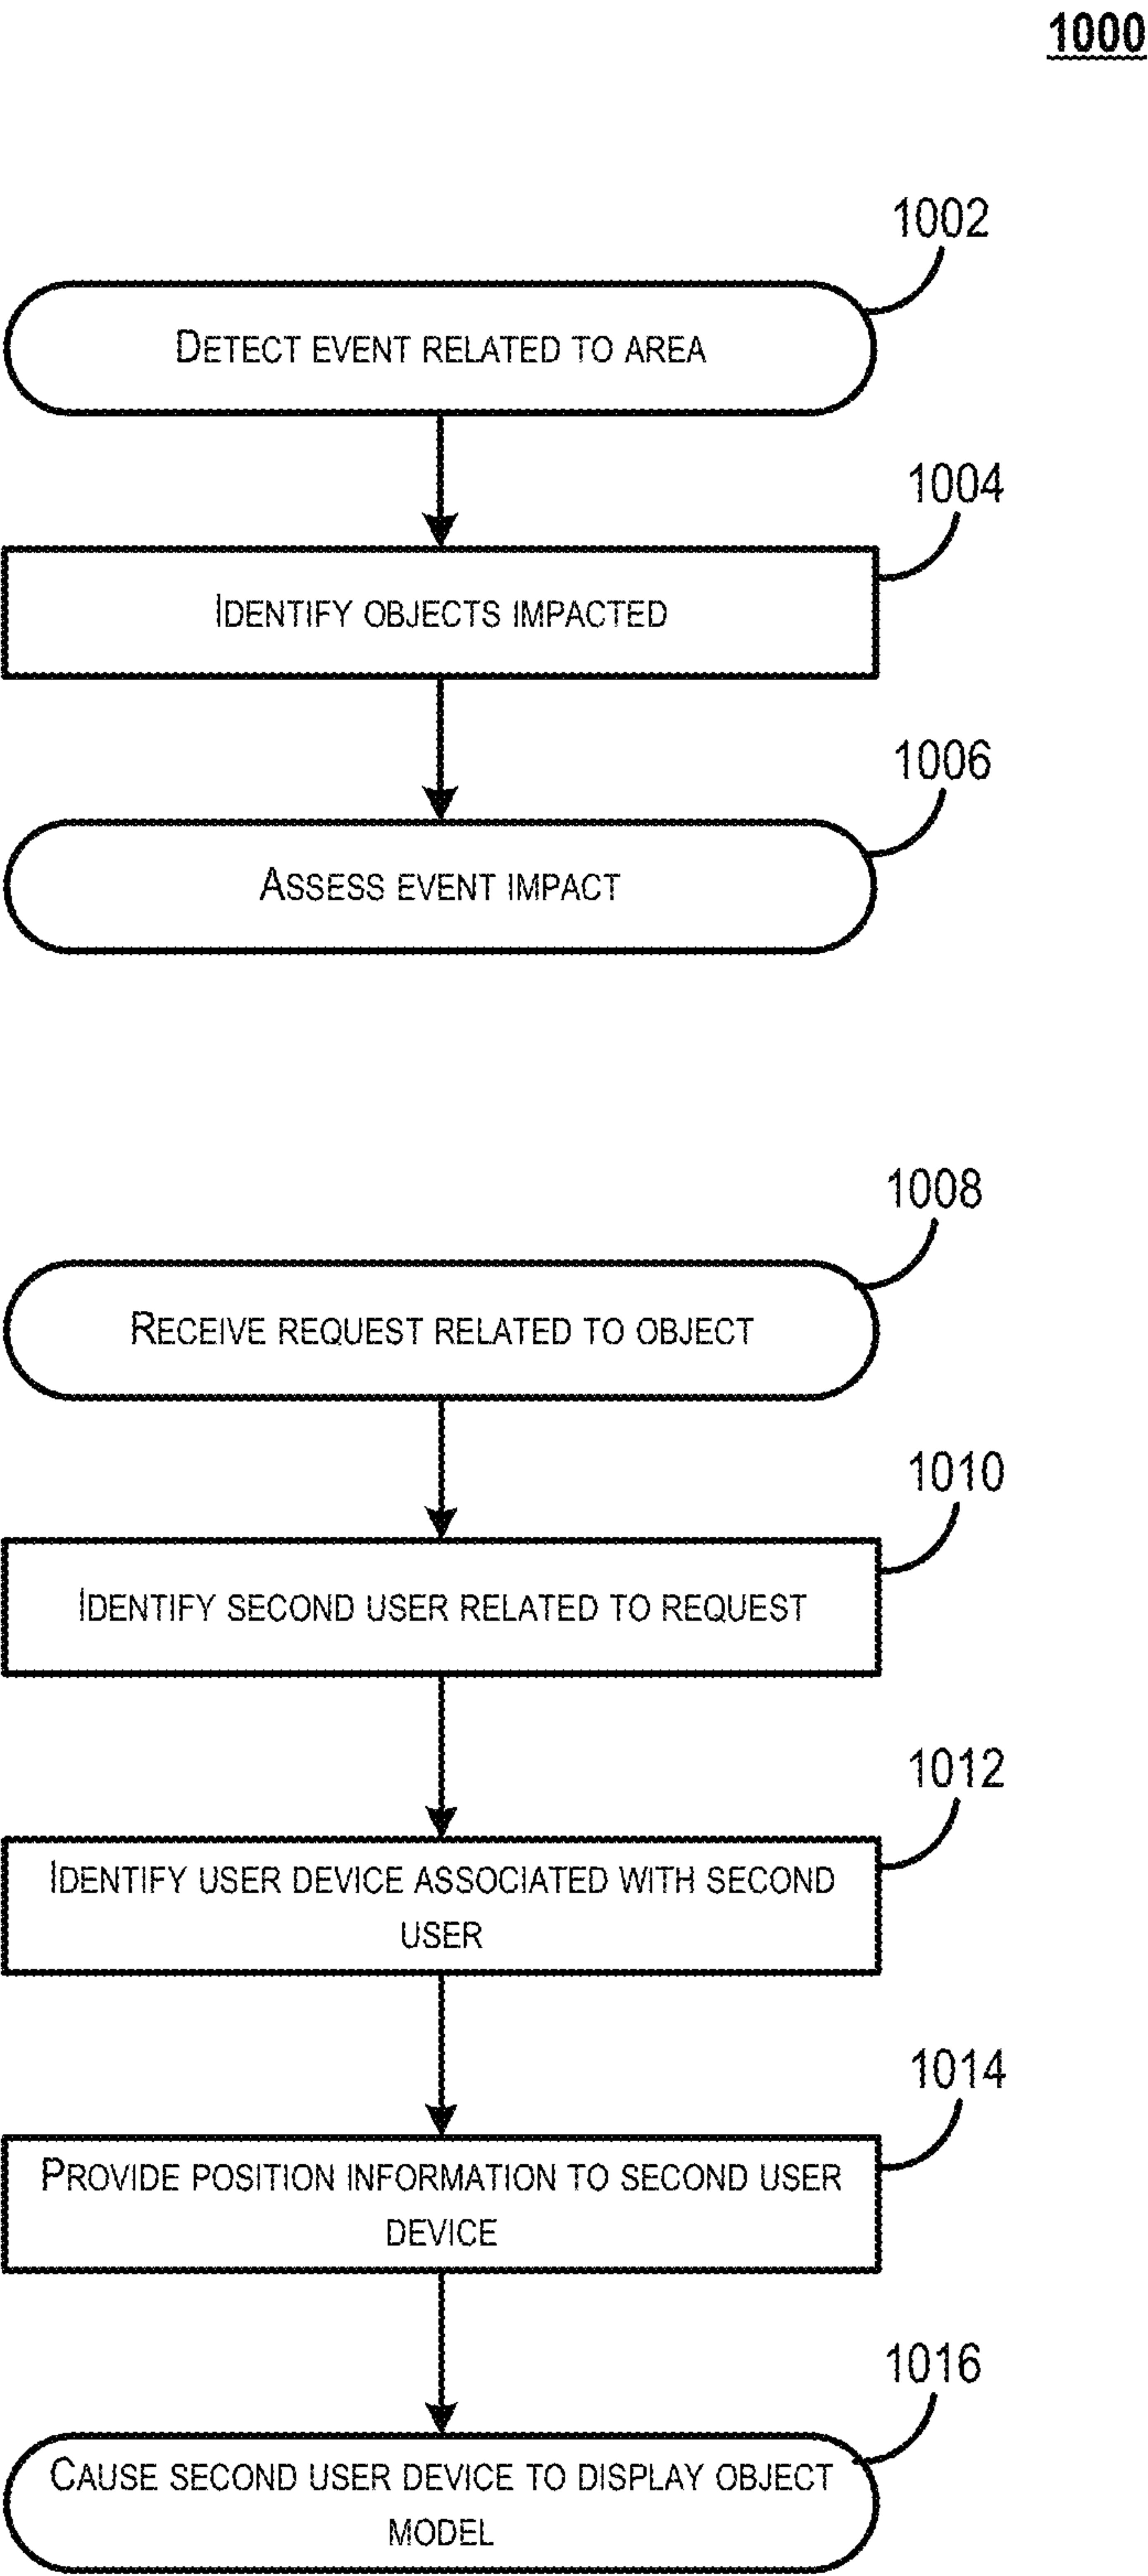 1000
1002
DETECT EVENT RELATED TO AREA
1004
IDENTIFY OBJECTS IMPACTED
1006
ASSESS EVENT IMPACT
1008
RECEIVE REQUEST RELATED TO OBJECT
1010
IDENTIFY SECOND USER RELATED TO REQUEST
1012
IDENTIFY USER DEVICE ASSOCIATED WITH SECOND
USER
1014
PROVIDE POSITION INFORMATION TO SECOND USER
DEVICE
1016
CAUSE SECOND USER DEVICE TO DISPLAY OBJECT
MODEL